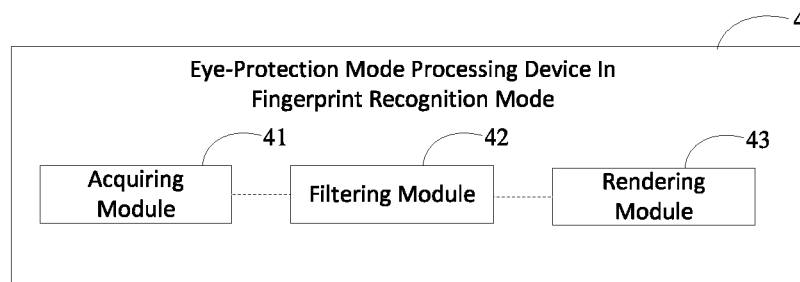 4
Eye-Protection Mode Processing Device In
Fingerprint Recognition Mode
41
42
43
Acquiring
Module
Filtering Module
Rendering
Module